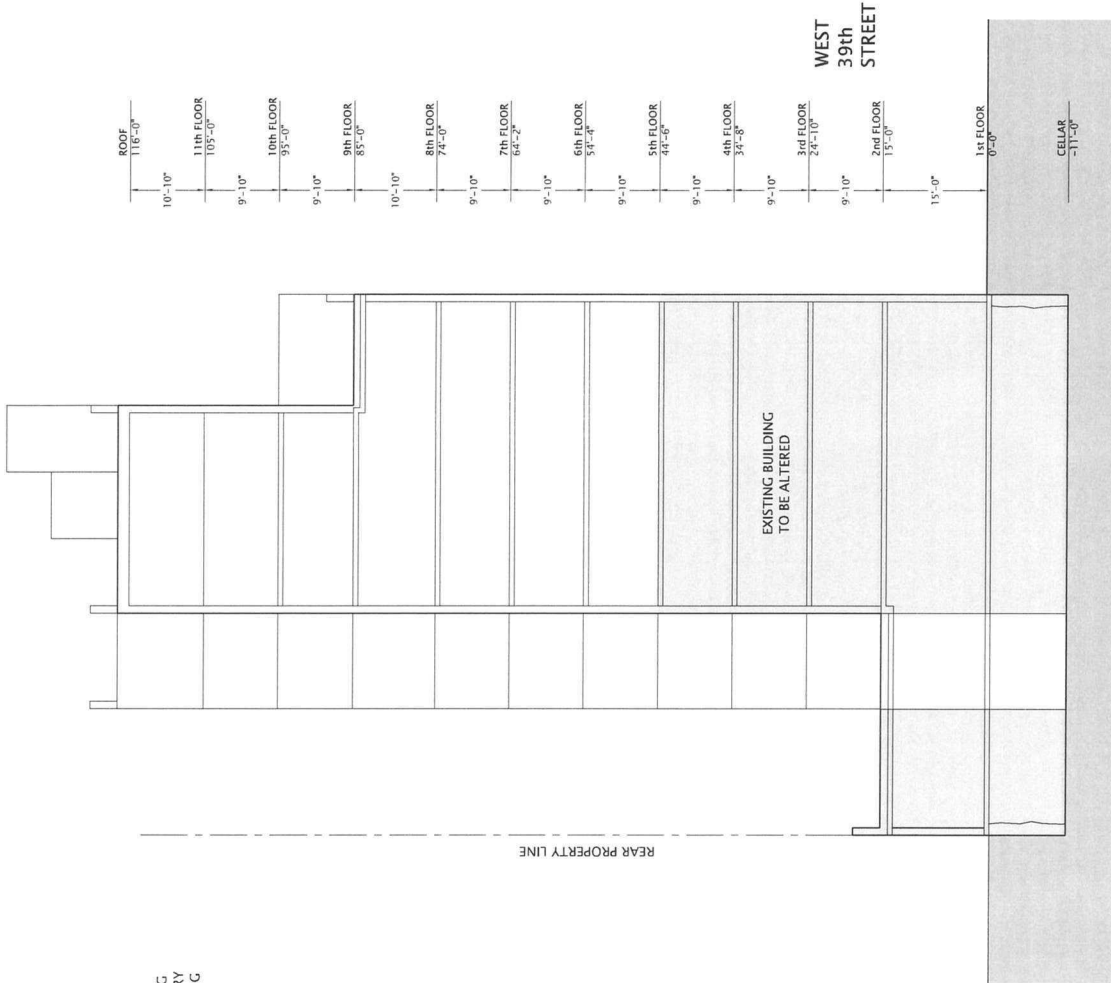 WEST
39th
STREET
ROOF
116'-0"
10'-10"
11th FLOOR
105'-0"
9'-10"
10th FLOOR
95'-0"
9'-10"
9th FLOOR
85'-0"
10'-10"
8th FLOOR
74'-0"
9'-10"
7th FLOOR
64'-2"
9'-10"
6th FLOOR
54'-4"
9'-10"
5th FLOOR
44'-6"
9'-10"
4th FLOOR
34'-8"
9'-10"
3rd FLOOR
24'-10"
9'-10"
2nd FLOOR
15'-0"
15'-0"
1st FLOOR
0'-0"
CELLAR
-11'-0"
EXISTING BUILDING
TO BE ALTERED
REAR PROPERTY LINE
G
RY
G